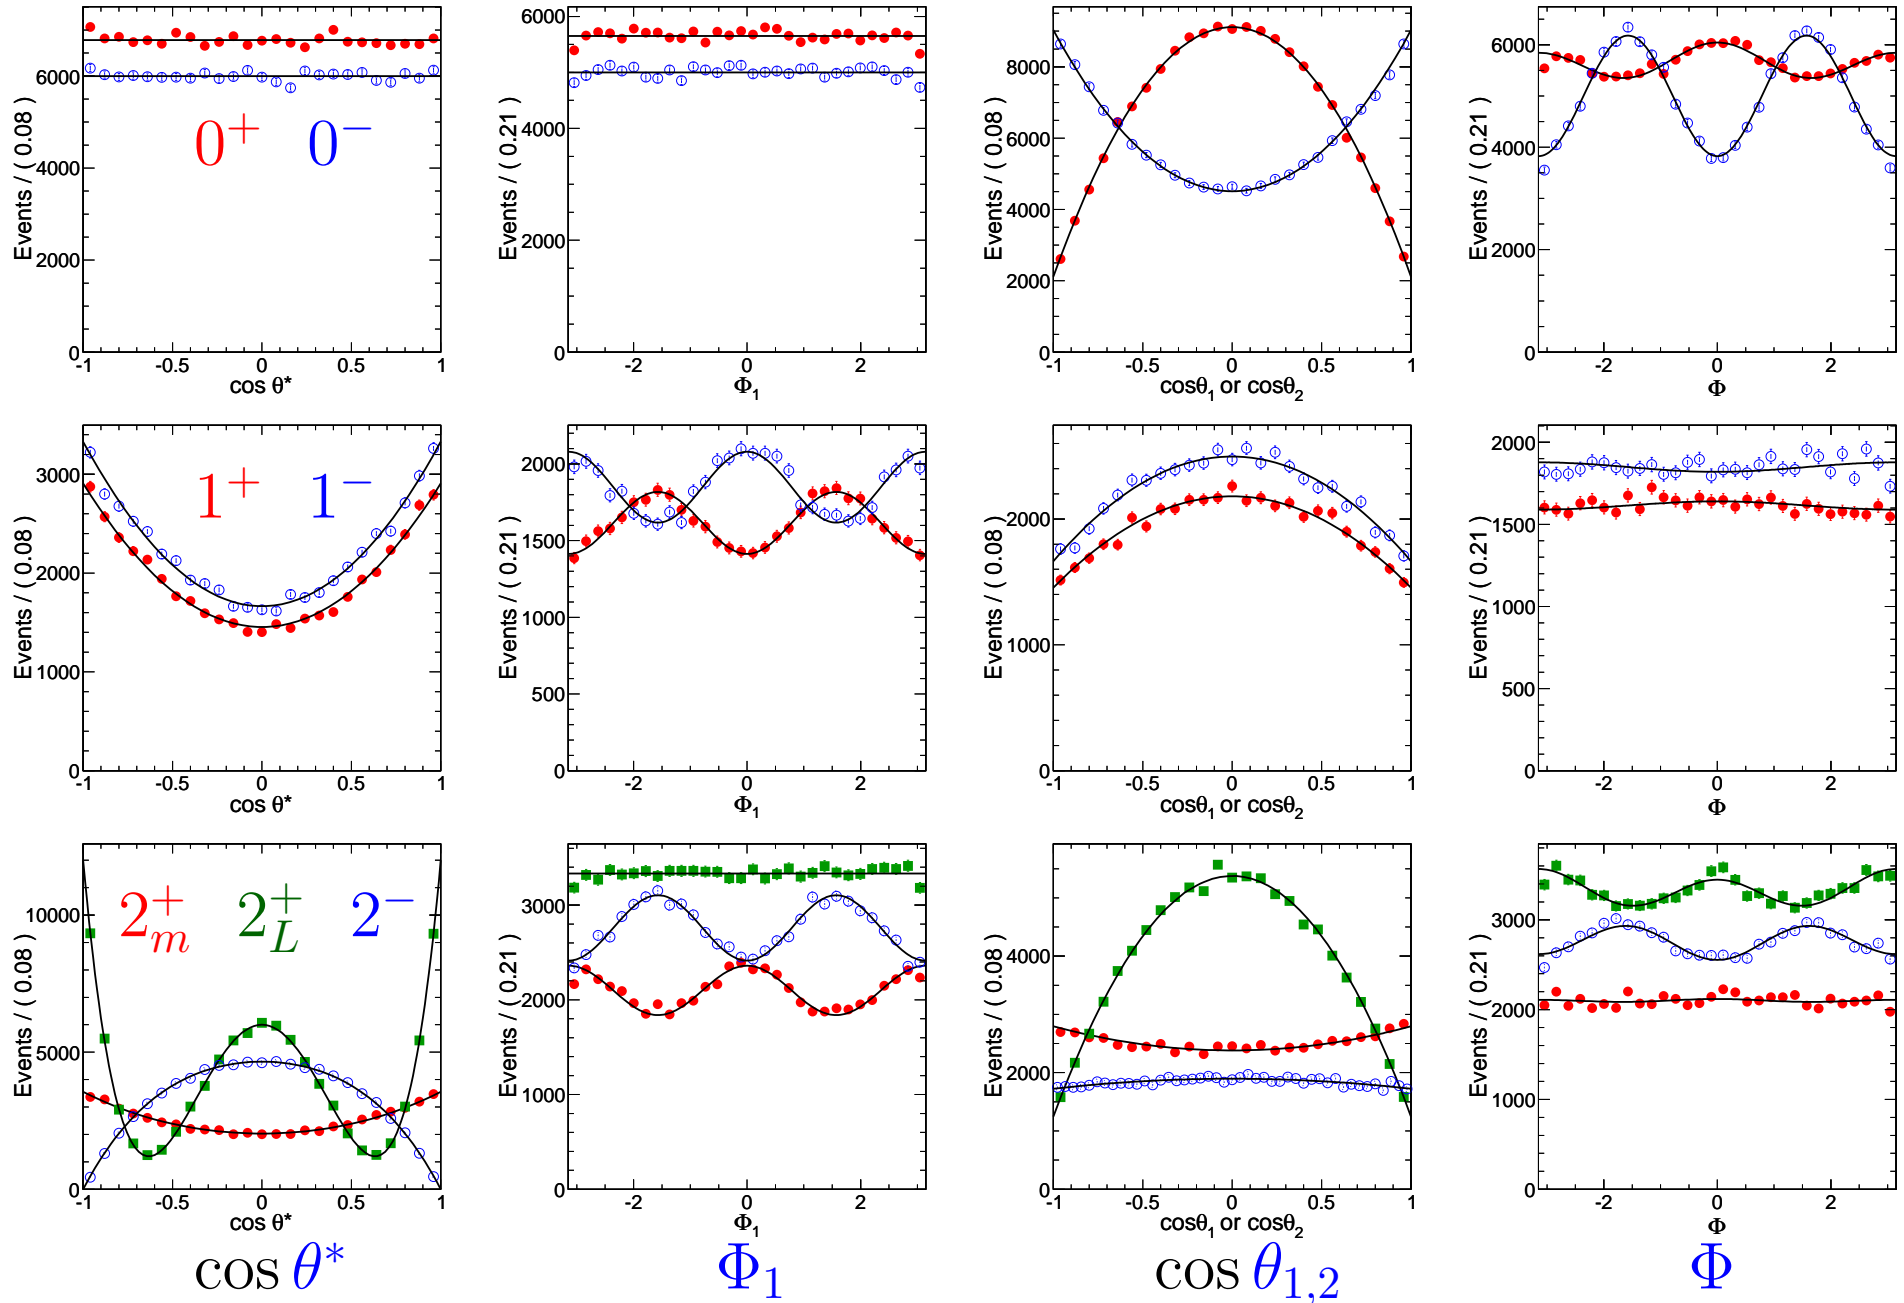 Events / ( 0.08 )
6000
4000
2000
0
0⁺ 0⁻
-1 -0.5 0 0.5 1
cos θ*
Events / ( 0.21 )
6000
4000
2000
0
-2 0 2
Φ₁
Events / ( 0.08 )
8000
6000
4000
2000
0
-1 -0.5 0 0.5 1
cosθ₁ or cosθ₂
Events / ( 0.21 )
6000
4000
2000
0
-2 0 2
Φ
Events / ( 0.08 )
3000
2000
1000
0
1⁺ 1⁻
-1 -0.5 0 0.5 1
cos θ*
Events / ( 0.21 )
2000
1500
1000
500
0
-2 0 2
Φ₁
Events / ( 0.08 )
2000
1000
0
-1 -0.5 0 0.5 1
cosθ₁ or cosθ₂
Events / ( 0.21 )
2000
1500
1000
500
0
-2 0 2
Φ
Events / ( 0.08 )
10000
5000
0
2⁺ₘ 2⁺_L 2⁻
-1 -0.5 0 0.5 1
cos θ*
Events / ( 0.21 )
3000
2000
1000
0
-2 0 2
Φ₁
Events / ( 0.08 )
4000
2000
0
-1 -0.5 0 0.5 1
cosθ₁ or cosθ₂
Events / ( 0.21 )
3000
2000
1000
0
-2 0 2
Φ
cos θ* Φ₁ cos θ₁,₂ Φ